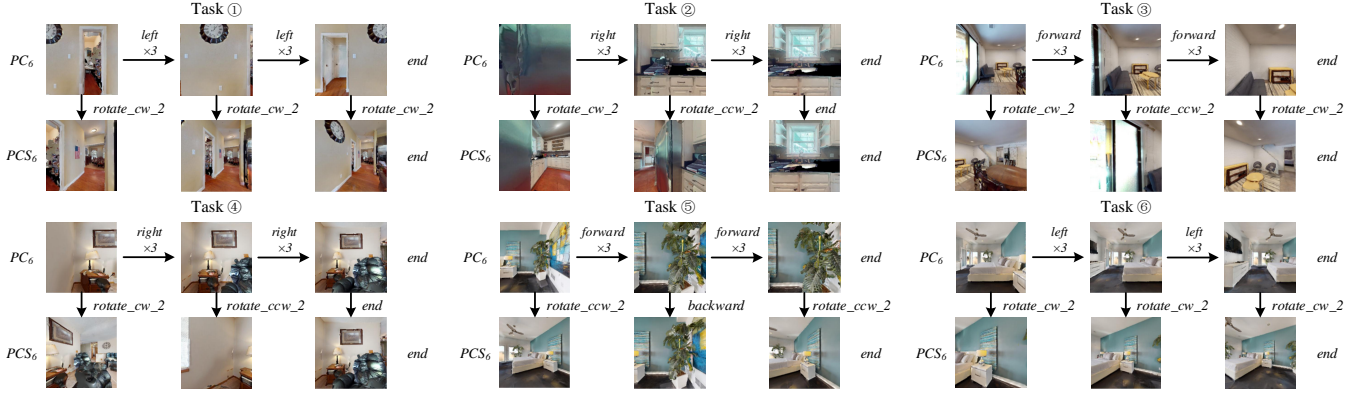 Task ① Task ② Task ③
left ×3 left ×3 right ×3 right ×3 forward ×3 forward ×3
PC6 end PC6 end PC6 end
rotate_cw_2 rotate_cw_2 rotate_cw_2 rotate_cw_2 rotate_ccw_2 end rotate_cw_2 rotate_ccw_2 rotate_cw_2
PCS6 end PCS6 end PCS6 end
Task ④ Task ⑤ Task ⑥
right ×3 right ×3 forward ×3 forward ×3 left ×3 left ×3
PC6 end PC6 end PC6 end
rotate_cw_2 rotate_ccw_2 end rotate_ccw_2 backward rotate_ccw_2 rotate_cw_2 rotate_cw_2 rotate_cw_2
PCS6 end PCS6 end PCS6 end